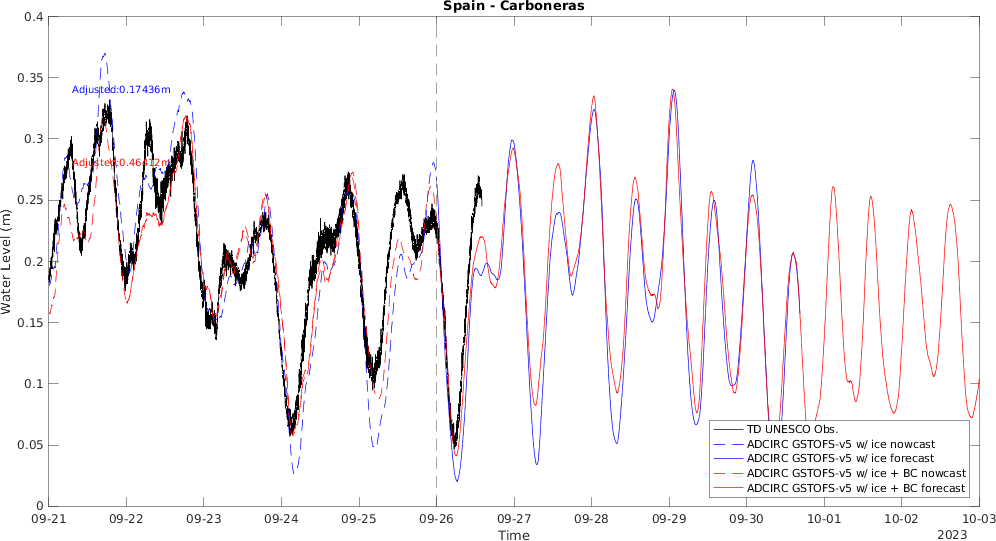 Spain - Carboneras
0.4
0.35
0.3
0.25
0.2
0.15
0.1
0.05
0
Water Level (m)
Adjusted:0.17436m
TD UNESCO Obs.
ADCIRC GSTOFS-v5 w/ ice nowcast
ADCIRC GSTOFS-v5 w/ ice forecast
ADCIRC GSTOFS-v5 w/ ice + BC nowcast
ADCIRC GSTOFS-v5 w/ ice + BC forecast
09-21 09-22 09-23 09-24 09-25 09-26 09-27 09-28 09-29 09-30 10-01 10-02 10-03
Time
2023